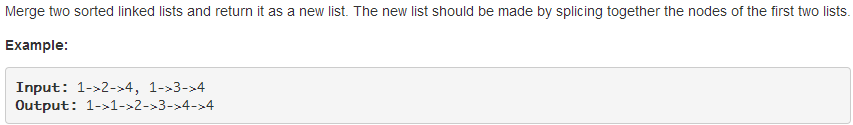 Merge two sorted linked lists and return it as a new list. The new list should be made by splicing together the nodes of the first two lists.
Example:
Input: 1->2->4, 1->3->4
Output: 1->1->2->3->4->4